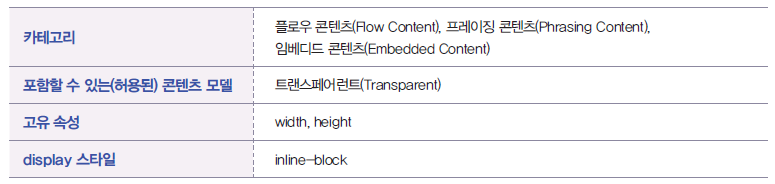 카테고리
플로우 콘텐츠(Flow Content), 프레이징 콘텐츠(Phrasing Content),
임베디드 콘텐츠(Embedded Content)
포함할 수 있는(허용된) 콘텐츠 모델
트랜스페어런트(Transparent)
고유 속성
width, height
display 스타일
inline-block